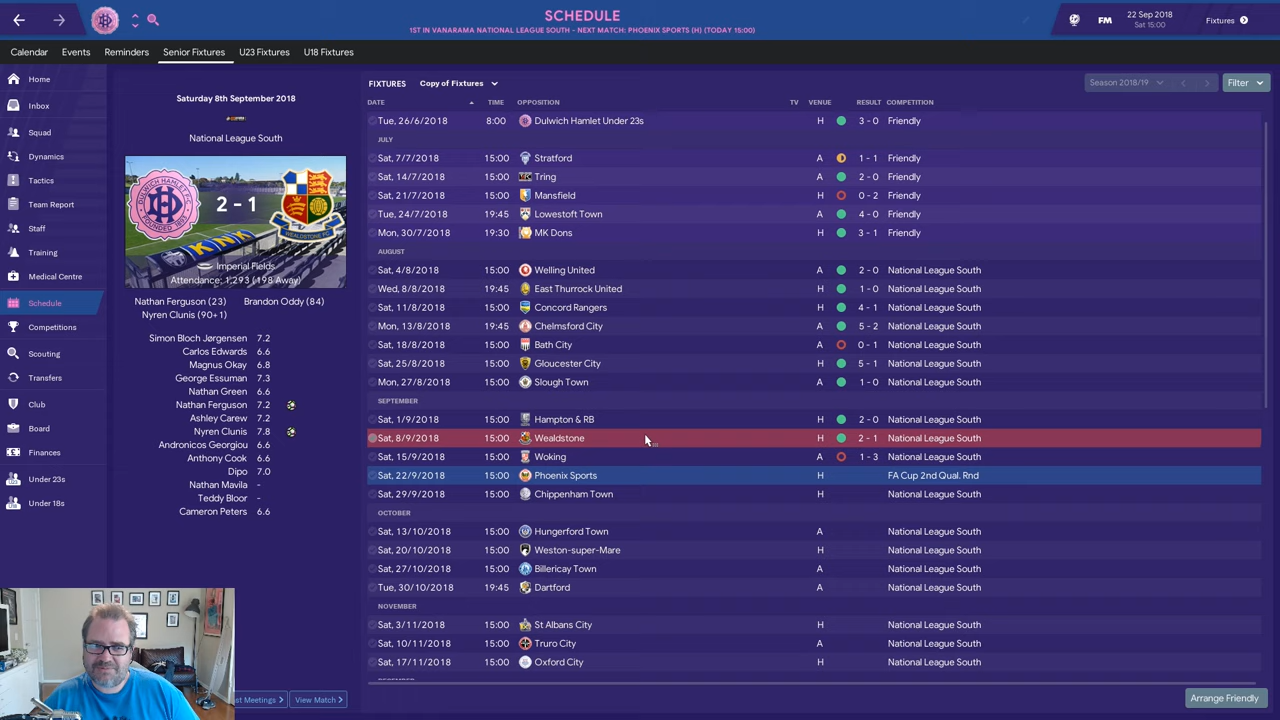 SCHEDULE
1ST IN VANARAMA NATIONAL LEAGUE SOUTH - NEXT MATCH: PHOENIX SPORTS (H) (TODAY 15:00)
FM
22 Sep 2018
Sat 15:00
Fixtures
Calendar
Events
Reminders
Senior Fixtures
U23 Fixtures
U18 Fixtures
Home
Inbox
Squad
Dynamics
Tactics
Team Report
Staff
Training
Medical Centre
Schedule
Competitions
Scouting
Transfers
Club
Board
Finances
Under 23s
Under 18s
Saturday 8th September 2018
National League South
2 - 1
Imperial Fields
Attendance: 1,293 (198 Away)
Nathan Ferguson (23) Brandon Oddy (84)
Nyren Clunis (90+1)
Simon Bloch Jørgensen 7.2
Carlos Edwards 6.6
Magnus Okay 6.8
George Essuman 7.3
Nathan Green 6.6
Nathan Ferguson 7.2
Ashley Carew 7.2
Nyren Clunis 7.8
Andronicos Georgiou 6.6
Anthony Cook 6.6
Dipo 7.0
Nathan Mavila -
Teddy Bloor -
Cameron Peters 6.6
st Meetings
View Match
FIXTURES Copy of Fixtures
Season 2018/19
Filter
DATE TIME OPPOSITION TV VENUE RESULT COMPETITION
Tue, 26/6/2018 8:00 Dulwich Hamlet Under 23s H 3 - 0 Friendly
JULY
Sat, 7/7/2018 15:00 Stratford A 1 - 1 Friendly
Sat, 14/7/2018 15:00 Tring A 2 - 0 Friendly
Sat, 21/7/2018 15:00 Mansfield H 0 - 2 Friendly
Tue, 24/7/2018 19:45 Lowestoft Town A 4 - 0 Friendly
Mon, 30/7/2018 19:30 MK Dons H 3 - 1 Friendly
AUGUST
Sat, 4/8/2018 15:00 Welling United A 2 - 0 National League South
Wed, 8/8/2018 19:45 East Thurrock United H 1 - 0 National League South
Sat, 11/8/2018 15:00 Concord Rangers H 4 - 1 National League South
Mon, 13/8/2018 19:45 Chelmsford City A 5 - 2 National League South
Sat, 18/8/2018 15:00 Bath City A 0 - 1 National League South
Sat, 25/8/2018 15:00 Gloucester City H 5 - 1 National League South
Mon, 27/8/2018 15:00 Slough Town A 1 - 0 National League South
SEPTEMBER
Sat, 1/9/2018 15:00 Hampton & RB H 2 - 0 National League South
Sat, 8/9/2018 15:00 Wealdstone H 2 - 1 National League South
Sat, 15/9/2018 15:00 Woking A 1 - 3 National League South
Sat, 22/9/2018 15:00 Phoenix Sports H FA Cup 2nd Qual. Rnd
Sat, 29/9/2018 15:00 Chippenham Town H National League South
OCTOBER
Sat, 13/10/2018 15:00 Hungerford Town A National League South
Sat, 20/10/2018 15:00 Weston-super-Mare H National League South
Sat, 27/10/2018 15:00 Billericay Town A National League South
Tue, 30/10/2018 19:45 Dartford A National League South
NOVEMBER
Sat, 3/11/2018 15:00 St Albans City H National League South
Sat, 10/11/2018 15:00 Truro City A National League South
Sat, 17/11/2018 15:00 Oxford City H National League South
Arrange Friendly